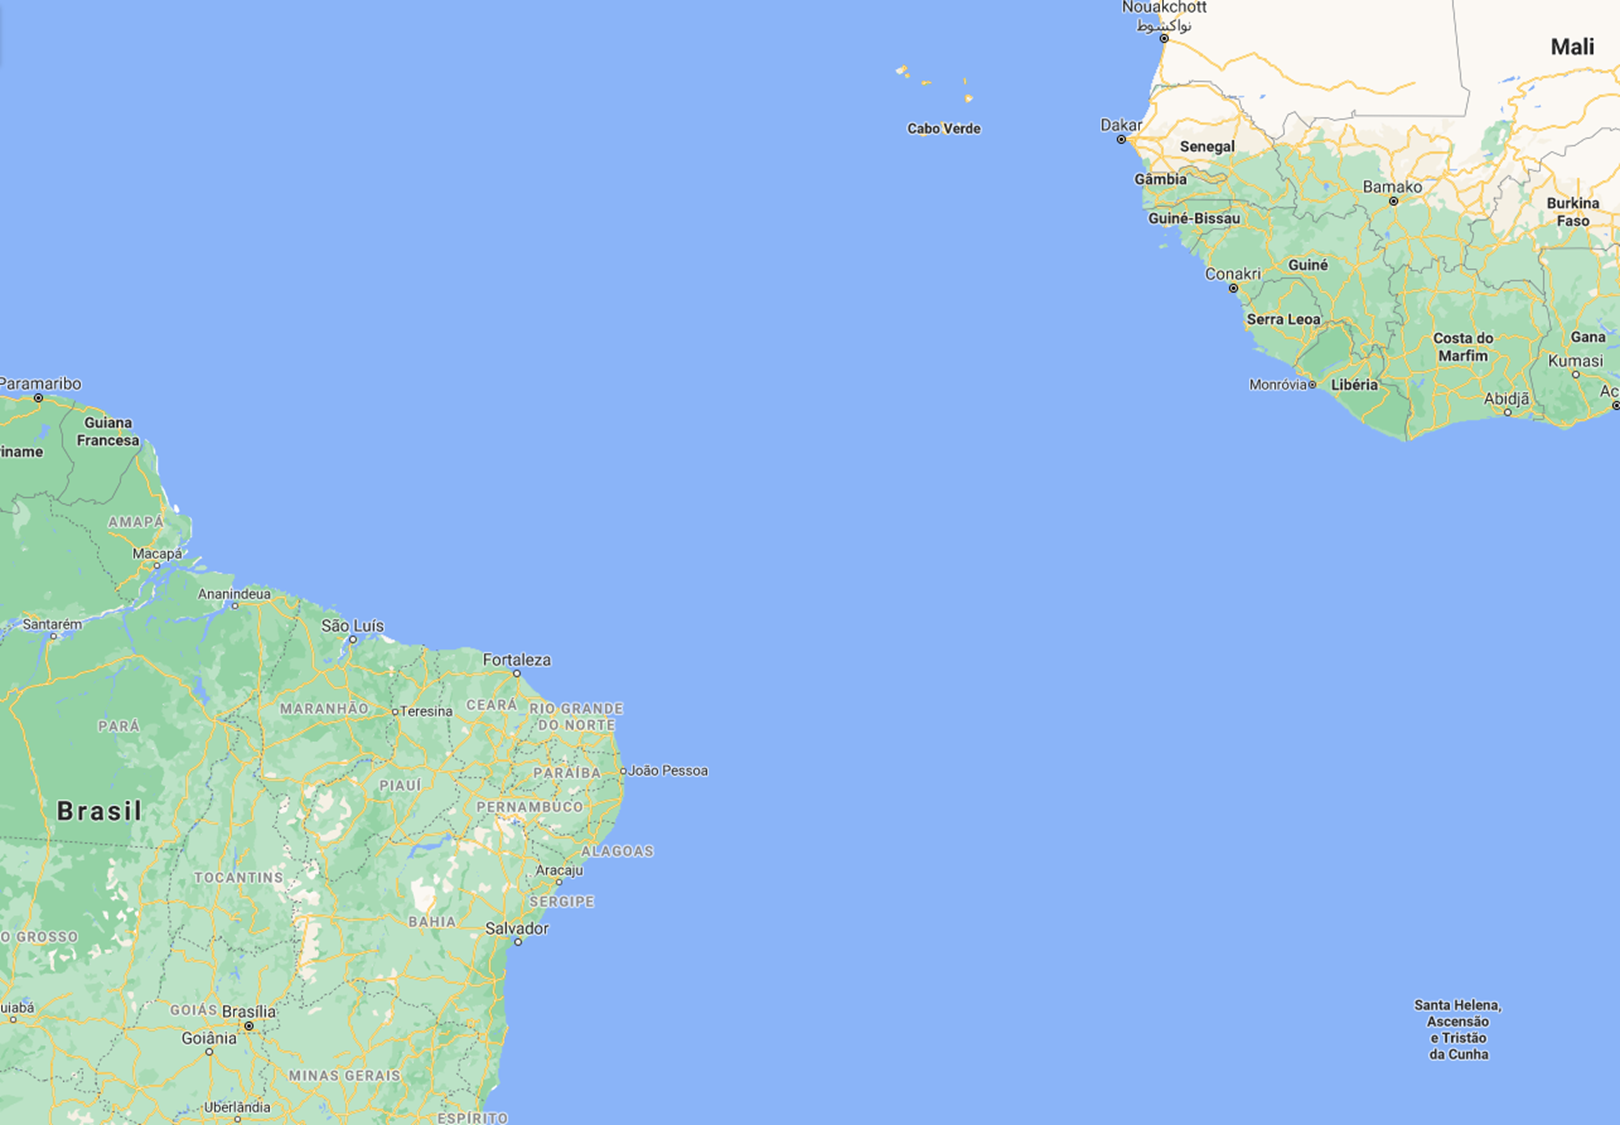 Nouakchott
نواكشوط
Mali
Cabo Verde
Dakar
Senegal
Gâmbia
Bamako
Burkina
Faso
Guiné-Bissau
Guiné
Conakri
Serra Leoa
Costa do
Marfim
Gana
Kumasi
Monróvia
Libéria
Abidjã
Ac
Paramaribo
Guiana
Francesa
riname
AMAPÁ
Macapá
Ananindeua
Santarém
São Luís
Fortaleza
MARANHÃO
Teresina
CEARÁ
RIO GRANDE
DO NORTE
PARÁ
PARAÍBA
João Pessoa
PIAUÍ
PERNAMBUCO
Brasil
ALAGOAS
Aracaju
TOCANTINS
SERGIPE
BAHIA
Salvador
O GROSSO
uiabá
GOIÁS
Brasília
Goiânia
Santa Helena,
Ascensão
e Tristão
da Cunha
MINAS GERAIS
Uberlândia
ESPÍRITO